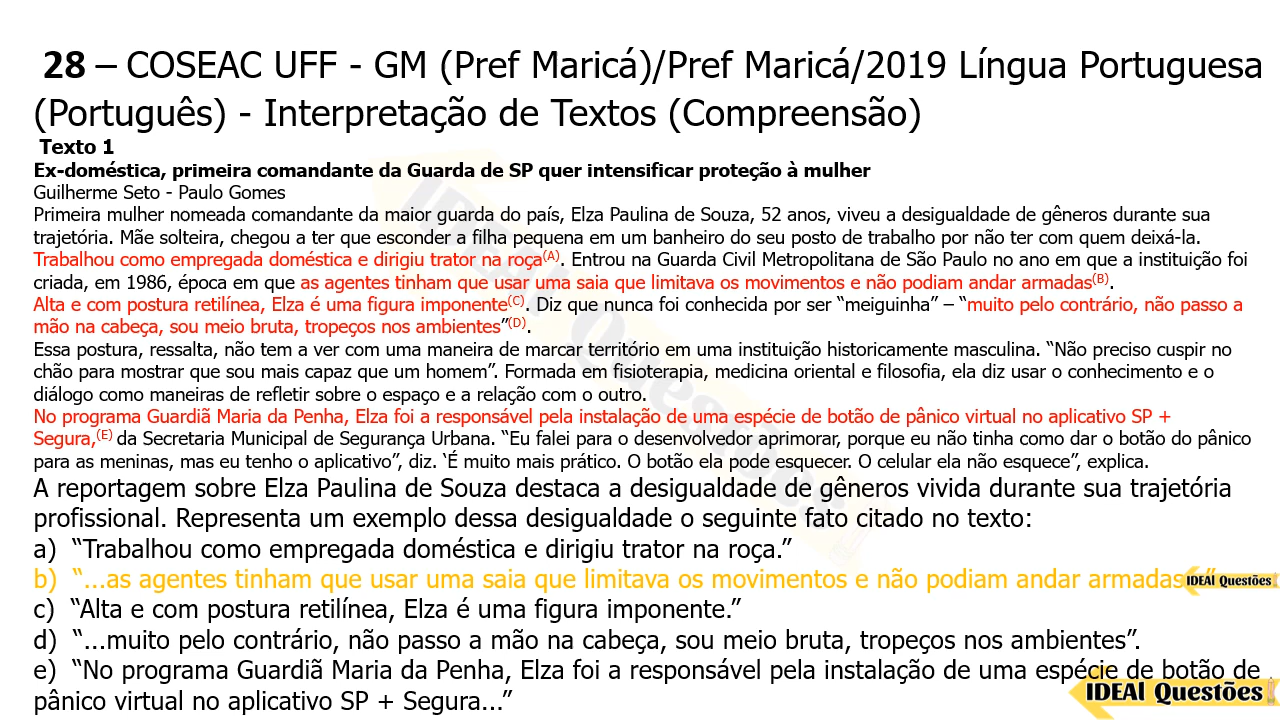 28 – COSEAC UFF - GM (Pref Maricá)/Pref Maricá/2019 Língua Portuguesa
(Português) - Interpretação de Textos (Compreensão)
Texto 1
Ex-doméstica, primeira comandante da Guarda de SP quer intensificar proteção à mulher
Guilherme Seto - Paulo Gomes
Primeira mulher nomeada comandante da maior guarda do país, Elza Paulina de Souza, 52 anos, viveu a desigualdade de gêneros durante sua
trajetória. Mãe solteira, chegou a ter que esconder a filha pequena em um banheiro do seu posto de trabalho por não ter com quem deixá-la.
Trabalhou como empregada doméstica e dirigiu trator na roça(A). Entrou na Guarda Civil Metropolitana de São Paulo no ano em que a instituição foi
criada, em 1986, época em que as agentes tinham que usar uma saia que limitava os movimentos e não podiam andar armadas(B).
Alta e com postura retilínea, Elza é uma figura imponente(C). Diz que nunca foi conhecida por ser “meiguinha” – “muito pelo contrário, não passo a
mão na cabeça, sou meio bruta, tropeços nos ambientes”(D).
Essa postura, ressalta, não tem a ver com uma maneira de marcar território em uma instituição historicamente masculina. “Não preciso cuspir no
chão para mostrar que sou mais capaz que um homem”. Formada em fisioterapia, medicina oriental e filosofia, ela diz usar o conhecimento e o
diálogo como maneiras de refletir sobre o espaço e a relação com o outro.
No programa Guardiã Maria da Penha, Elza foi a responsável pela instalação de uma espécie de botão de pânico virtual no aplicativo SP +
Segura,(E) da Secretaria Municipal de Segurança Urbana. “Eu falei para o desenvolvedor aprimorar, porque eu não tinha como dar o botão do pânico
para as meninas, mas eu tenho o aplicativo”, diz. ‘É muito mais prático. O botão ela pode esquecer. O celular ela não esquece”, explica.
A reportagem sobre Elza Paulina de Souza destaca a desigualdade de gêneros vivida durante sua trajetória
profissional. Representa um exemplo dessa desigualdade o seguinte fato citado no texto:
a) “Trabalhou como empregada doméstica e dirigiu trator na roça.”
b) “...as agentes tinham que usar uma saia que limitava os movimentos e não podiam andar armadas...”
IDEAl Questões
c) “Alta e com postura retilínea, Elza é uma figura imponente.”
d) “...muito pelo contrário, não passo a mão na cabeça, sou meio bruta, tropeços nos ambientes”.
e) “No programa Guardiã Maria da Penha, Elza foi a responsável pela instalação de uma espécie de botão de
pânico virtual no aplicativo SP + Segura...”
IDEAl Questões
IDEAl Questões